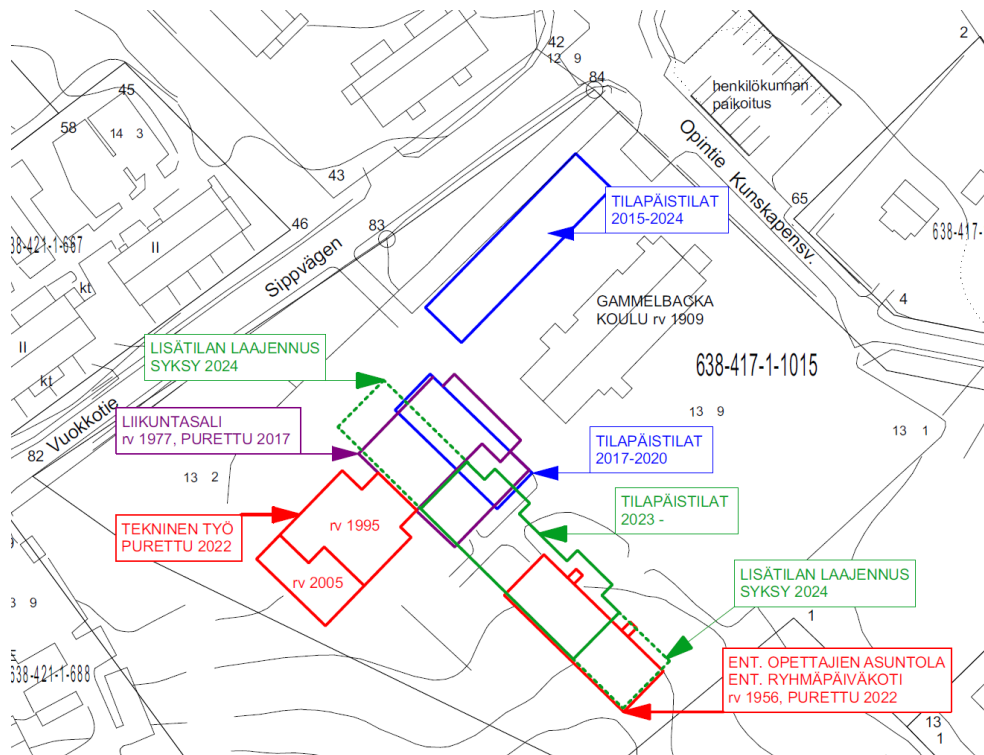 42
12 9
2
84
henkilökunnan
paikoitus
45
58
14 3
Opintie Kunskapensv.
43
65
TILAPÄISTILAT
2015-2024
46
83
638-417-
38-421-1-667
II
Sippvägen
kt
GAMMELBACKA
KOULU rv 1909
4
II
LISÄTILAN LAAJENNUS
SYKSY 2024
638-417-1-1015
kt
LIIKUNTASALI
rv 1977, PURETTU 2017
13 9
13 1
Vuokkotie
82
TILAPÄISTILAT
2017-2020
13 2
TILAPÄISTILAT
2023 -
TEKNINEN TYÖ
PURETTU 2022
rv 1995
rv 2005
LISÄTILAN LAAJENNUS
SYKSY 2024
3 9
1
638-421-1-688
ENT. OPETTAJIEN ASUNTOLA
ENT. RYHMÄPÄIVÄKOTI
rv 1956, PURETTU 2022
13
1